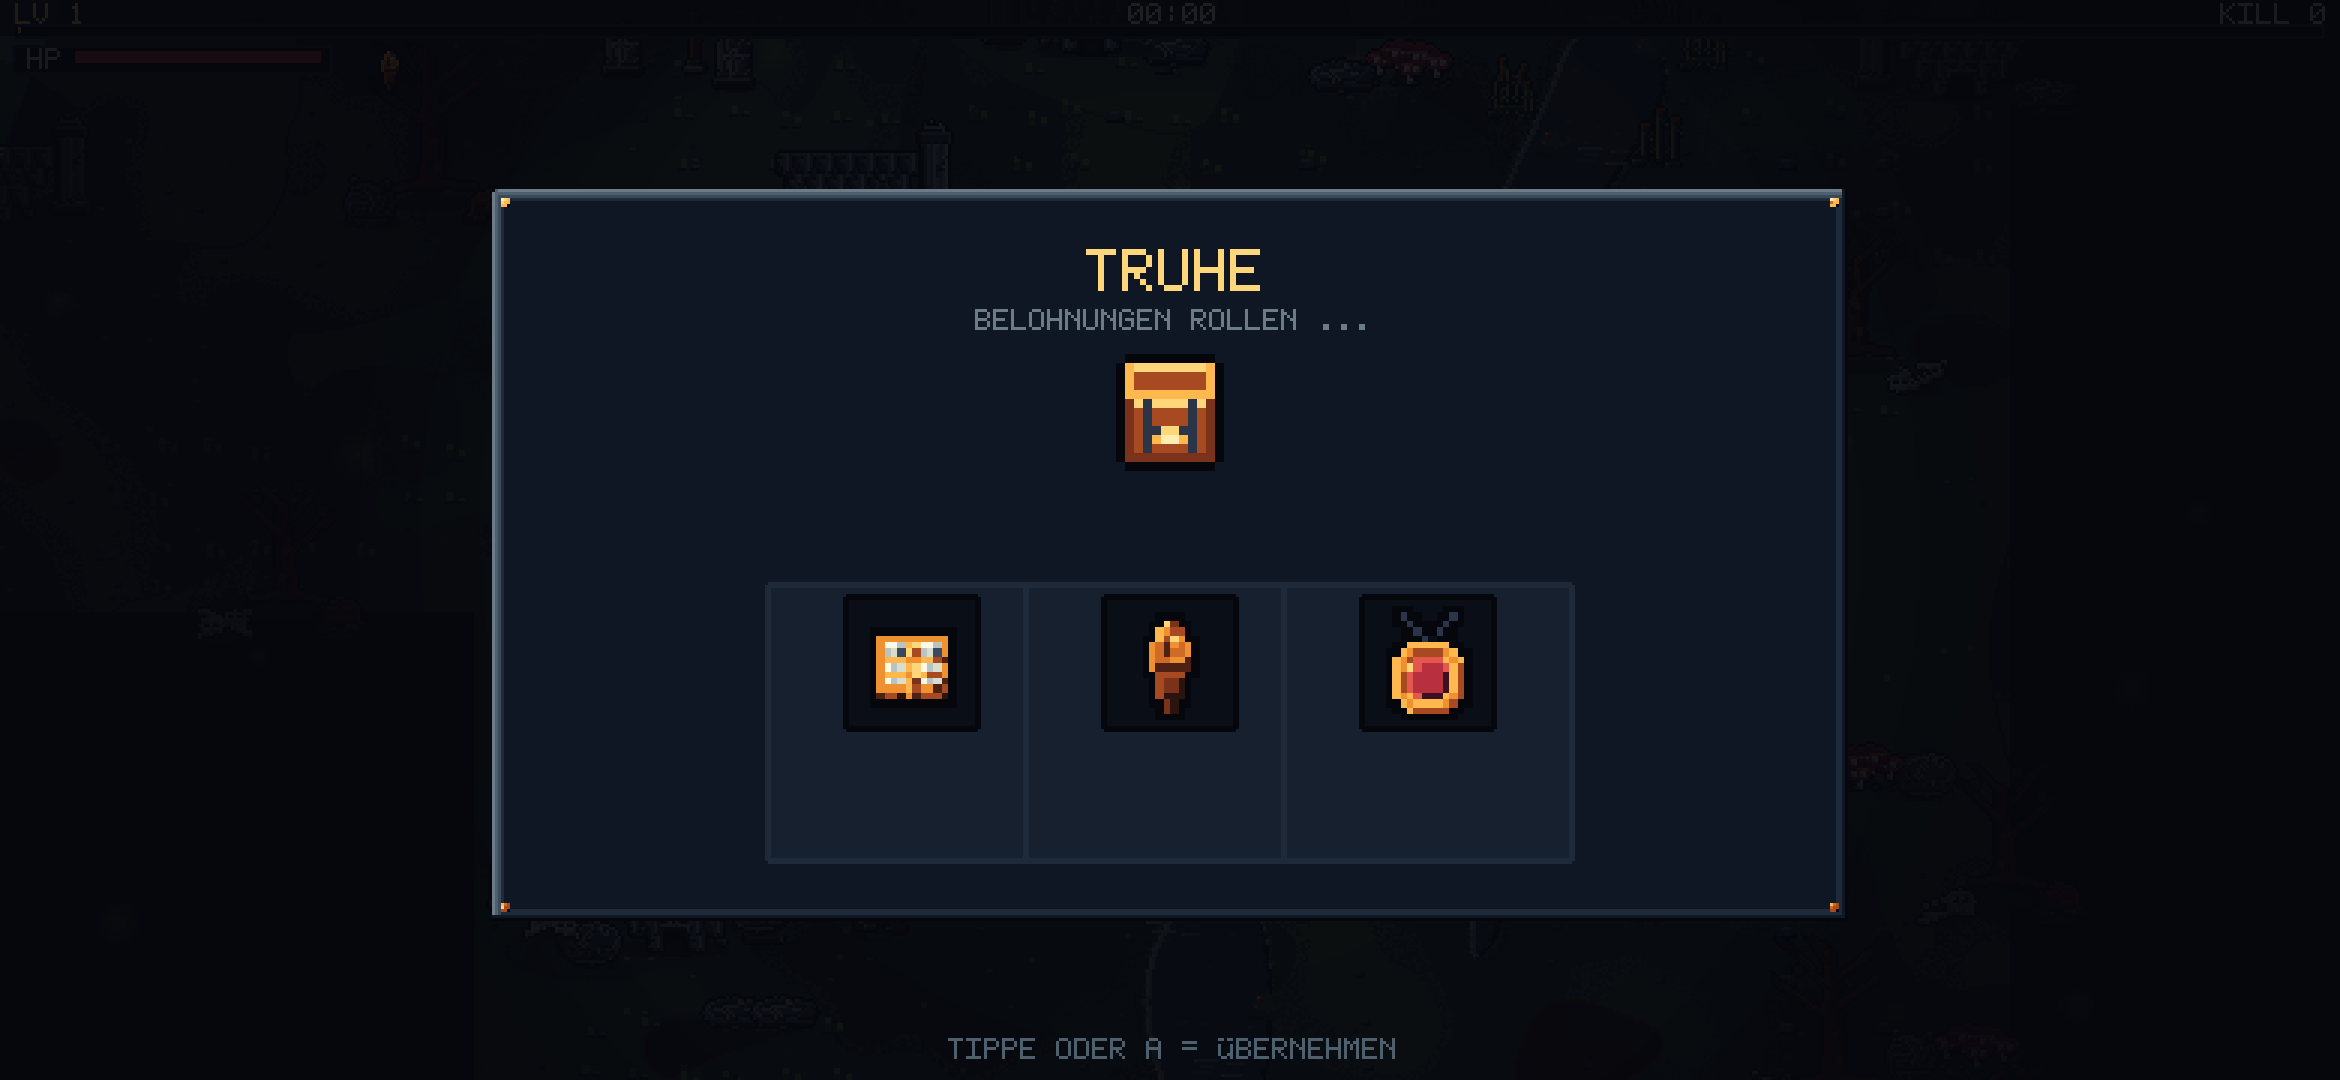 LV 1
00:00
KILL 0
HP
TRUHE
BELOHNUNGEN ROLLEN ...
TIPPE ODER A = üBERNEHMEN